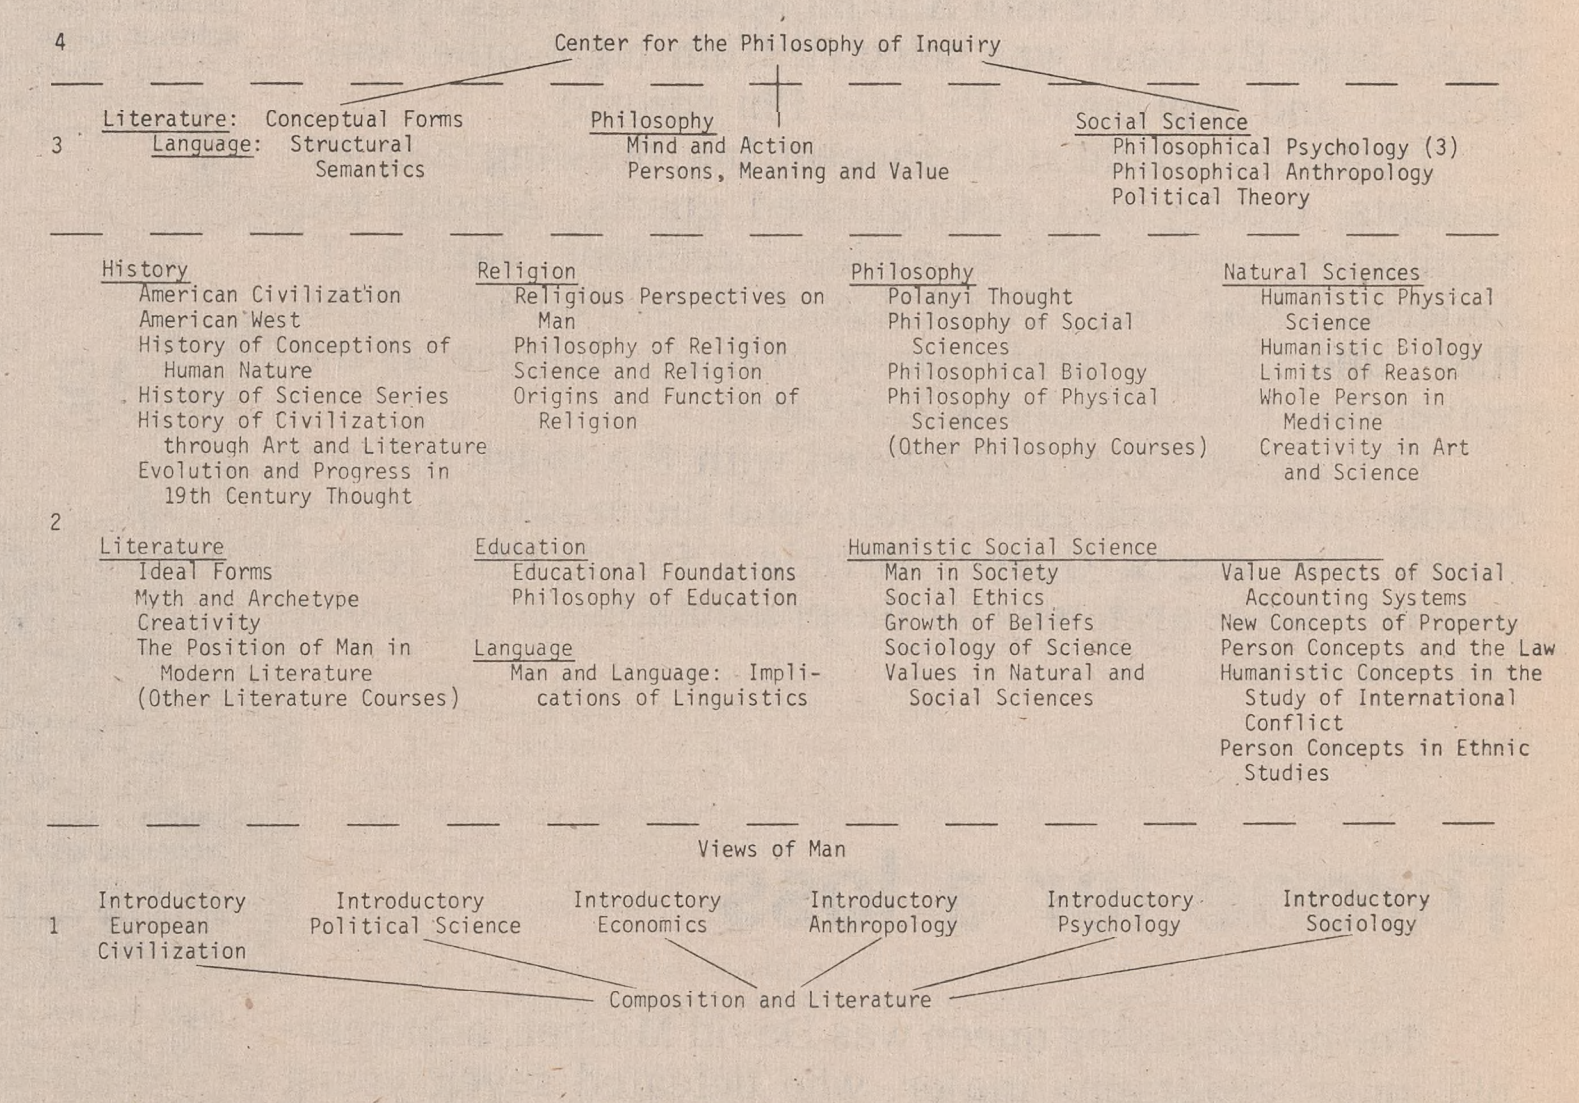 4
Center for the Philosophy of Inquiry
Literature: Conceptual Forms
Language: Structural
Semantics
Philosophy
Mind and Action
Persons, Meaning and Value
Social Science
Philosophical Psychology (3)
Philosophical Anthropology
Political Theory
3
History
American Civilization
American West
History of Conceptions of
Human Nature
History of Science Series
History of Civilization
through Art and Literature
Evolution and Progress in
19th Century Thought
Religion
Religious Perspectives on
Man
Philosophy of Religion
Science and Religion
Origins and Function of
Religion
Philosophy
Polanyi Thought
Philosophy of Social
Sciences
Philosophical Biology
Philosophy of Physical
Sciences
(Other Philosophy Courses)
Natural Sciences
Humanistic Physical
Science
Humanistic Biology
Limits of Reason
Whole Person in
Medicine
Creativity in Art
and Science
2
Literature
Ideal Forms
Myth and Archetype
Creativity
The Position of Man in
Modern Literature
(Other Literature Courses)
Education
Educational Foundations
Philosophy of Education
Language
Man and Language: Impli-
cations of Linguistics
Humanistic Social Science
Man in Society
Social Ethics
Growth of Beliefs
Sociology of Science
Values in Natural and
Social Sciences
Value Aspects of Social
Accounting Systems
New Concepts of Property
Person Concepts and the Law
Humanistic Concepts in the
Study of International
Conflict
Person Concepts in Ethnic
Studies
Views of Man
1
Introductory
European
Civilization
Introductory
Political Science
Introductory
Economics
Introductory
Anthropology
Introductory
Psychology
Introductory
Sociology
Composition and Literature